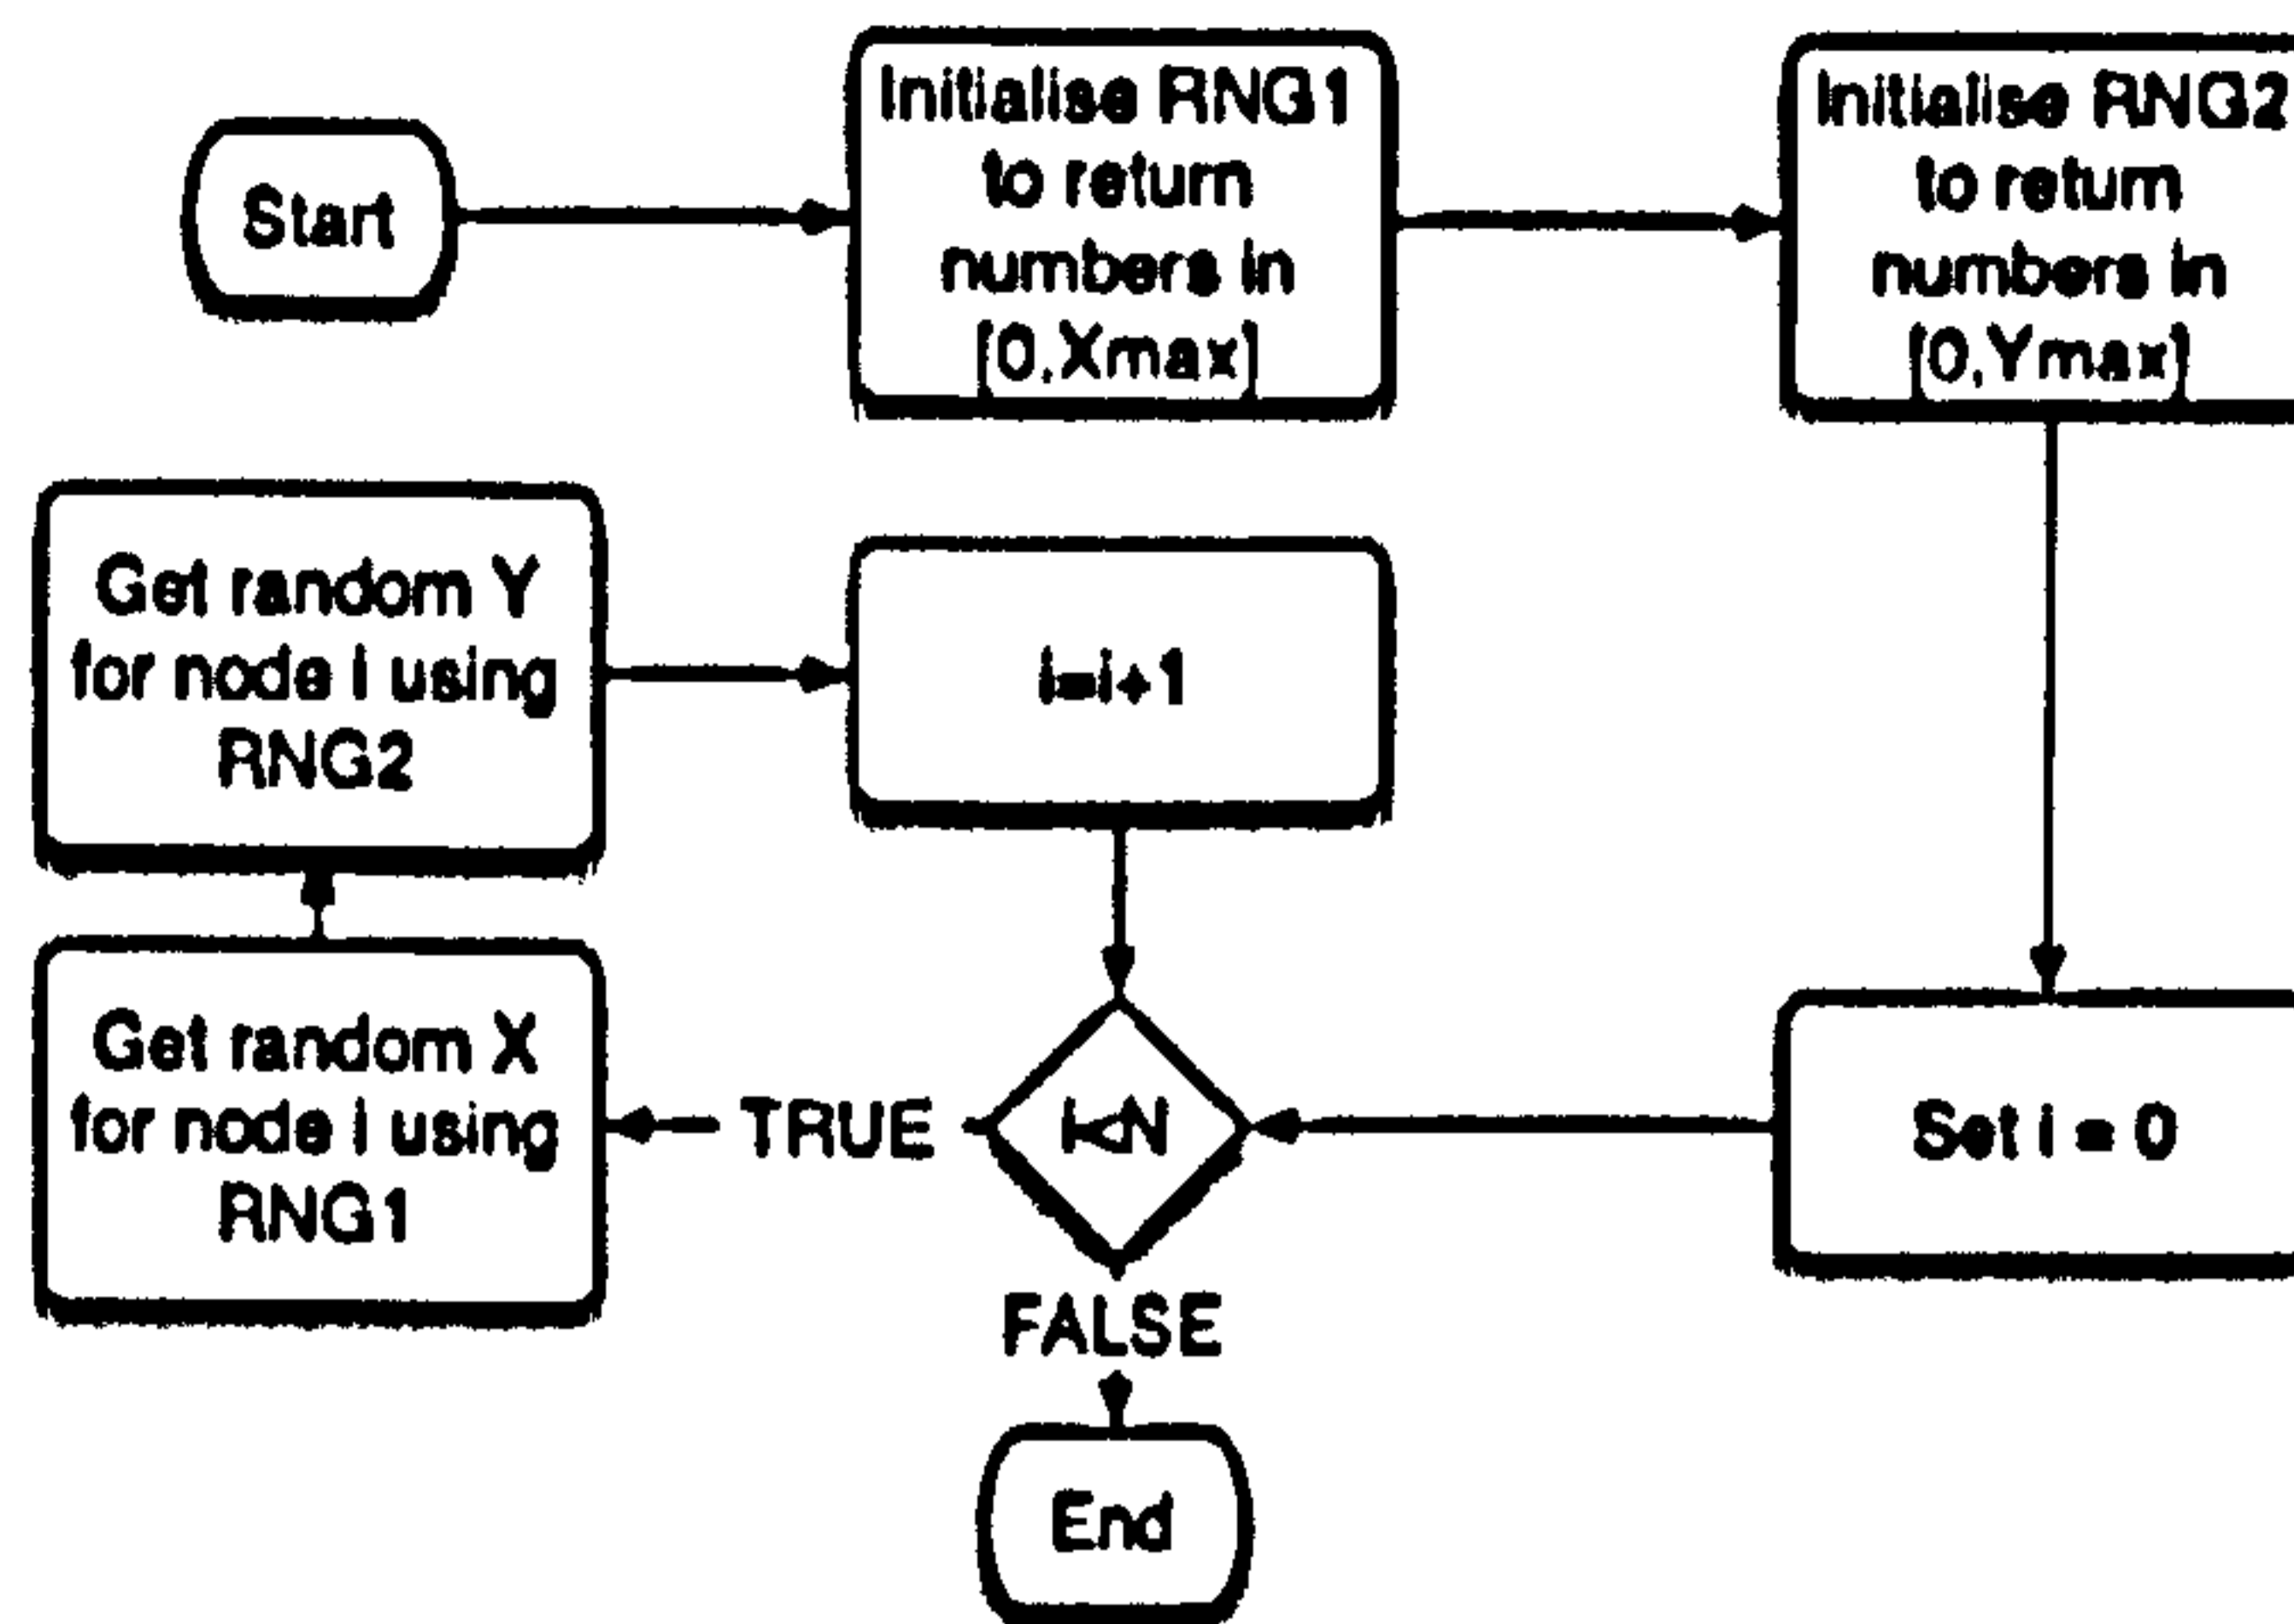 Start
Initialise RNG1
to return
numbers in
[0,Xmax]
Initialise RNG2
to return
numbers in
[0,Ymax]
Get random Y
for node i using
RNG2
i=i+1
Get random X
for node i using
RNG1
TRUE
i<N
Set i = 0
FALSE
End